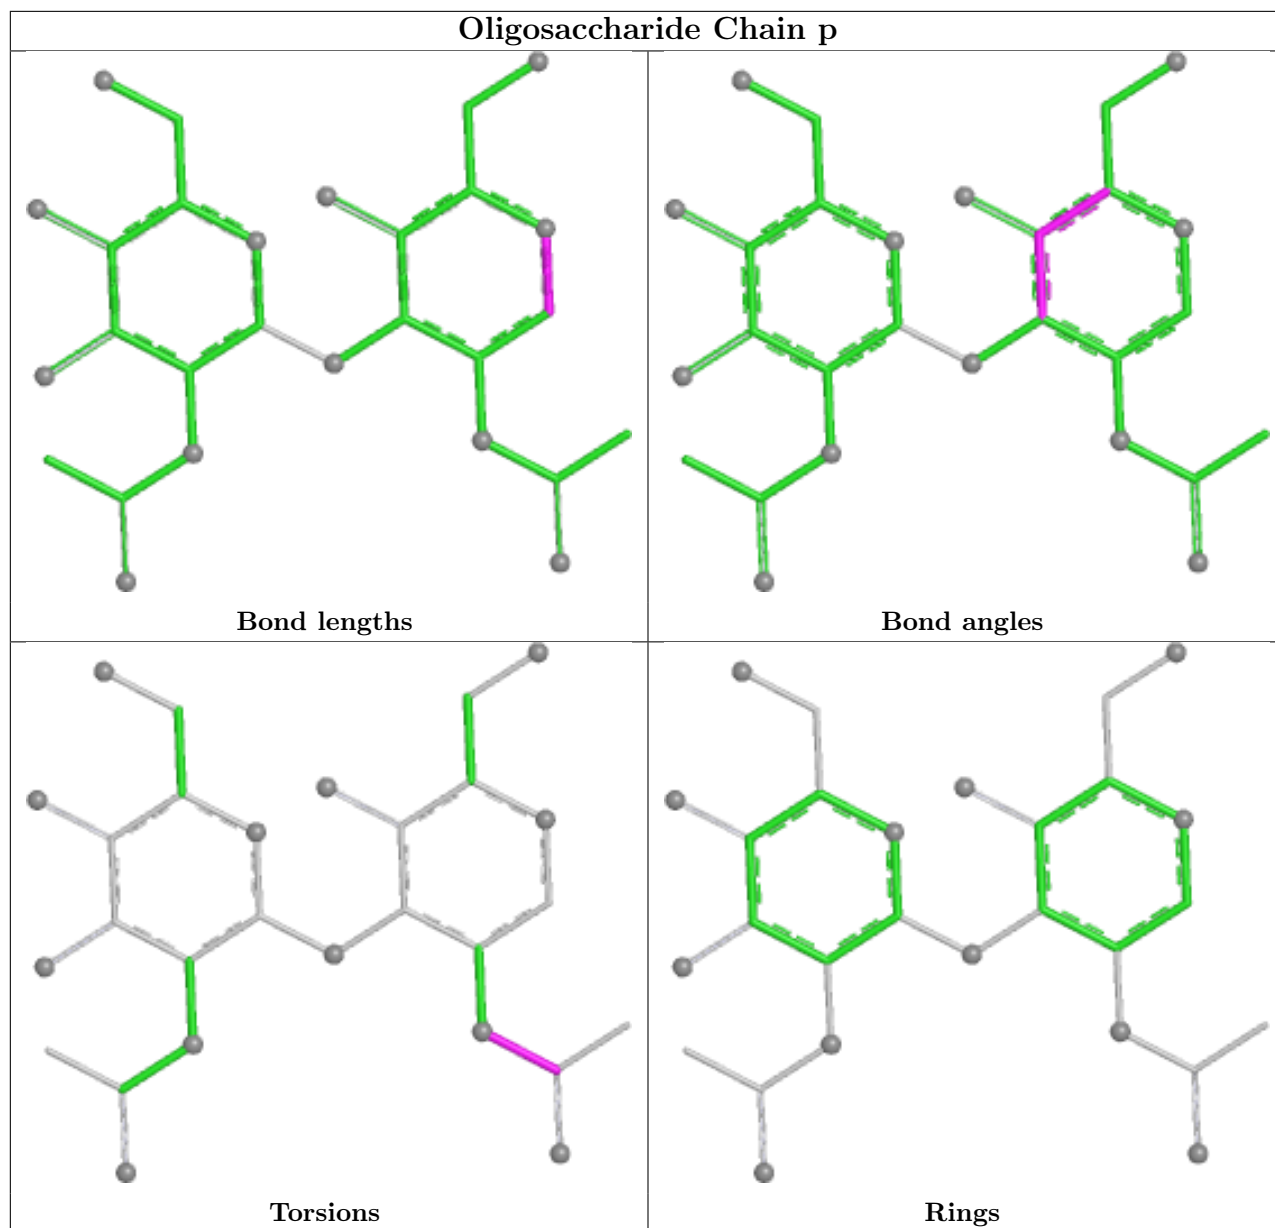 Oligosaccharide Chain p
Bond lengths
Bond angles
Torsions
Rings